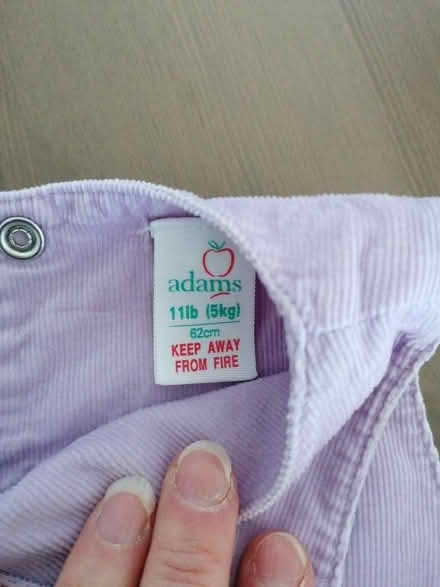 adams
11lb (5kg)
62cm
KEEP AWAY
FROM FIRE